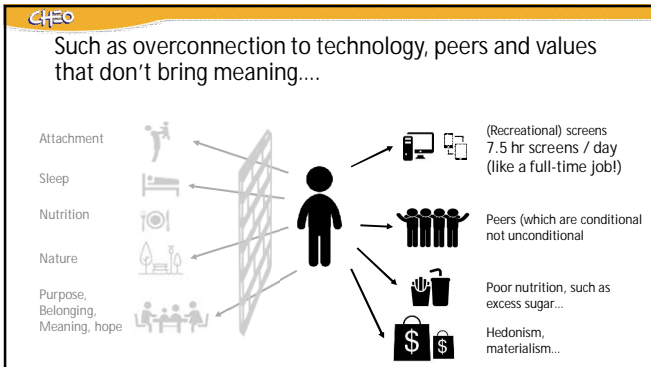 CHEO
Such as overconnection to technology, peers and values
that don't bring meaning....
Attachment
Sleep
Nutrition
Nature
Purpose,
Belonging,
Meaning, hope
(Recreational) screens
7.5 hr screens / day
(like a full-time job!)
Peers (which are conditional
not unconditional
Poor nutrition, such as
excess sugar...
$ $
Hedonism,
materialism...